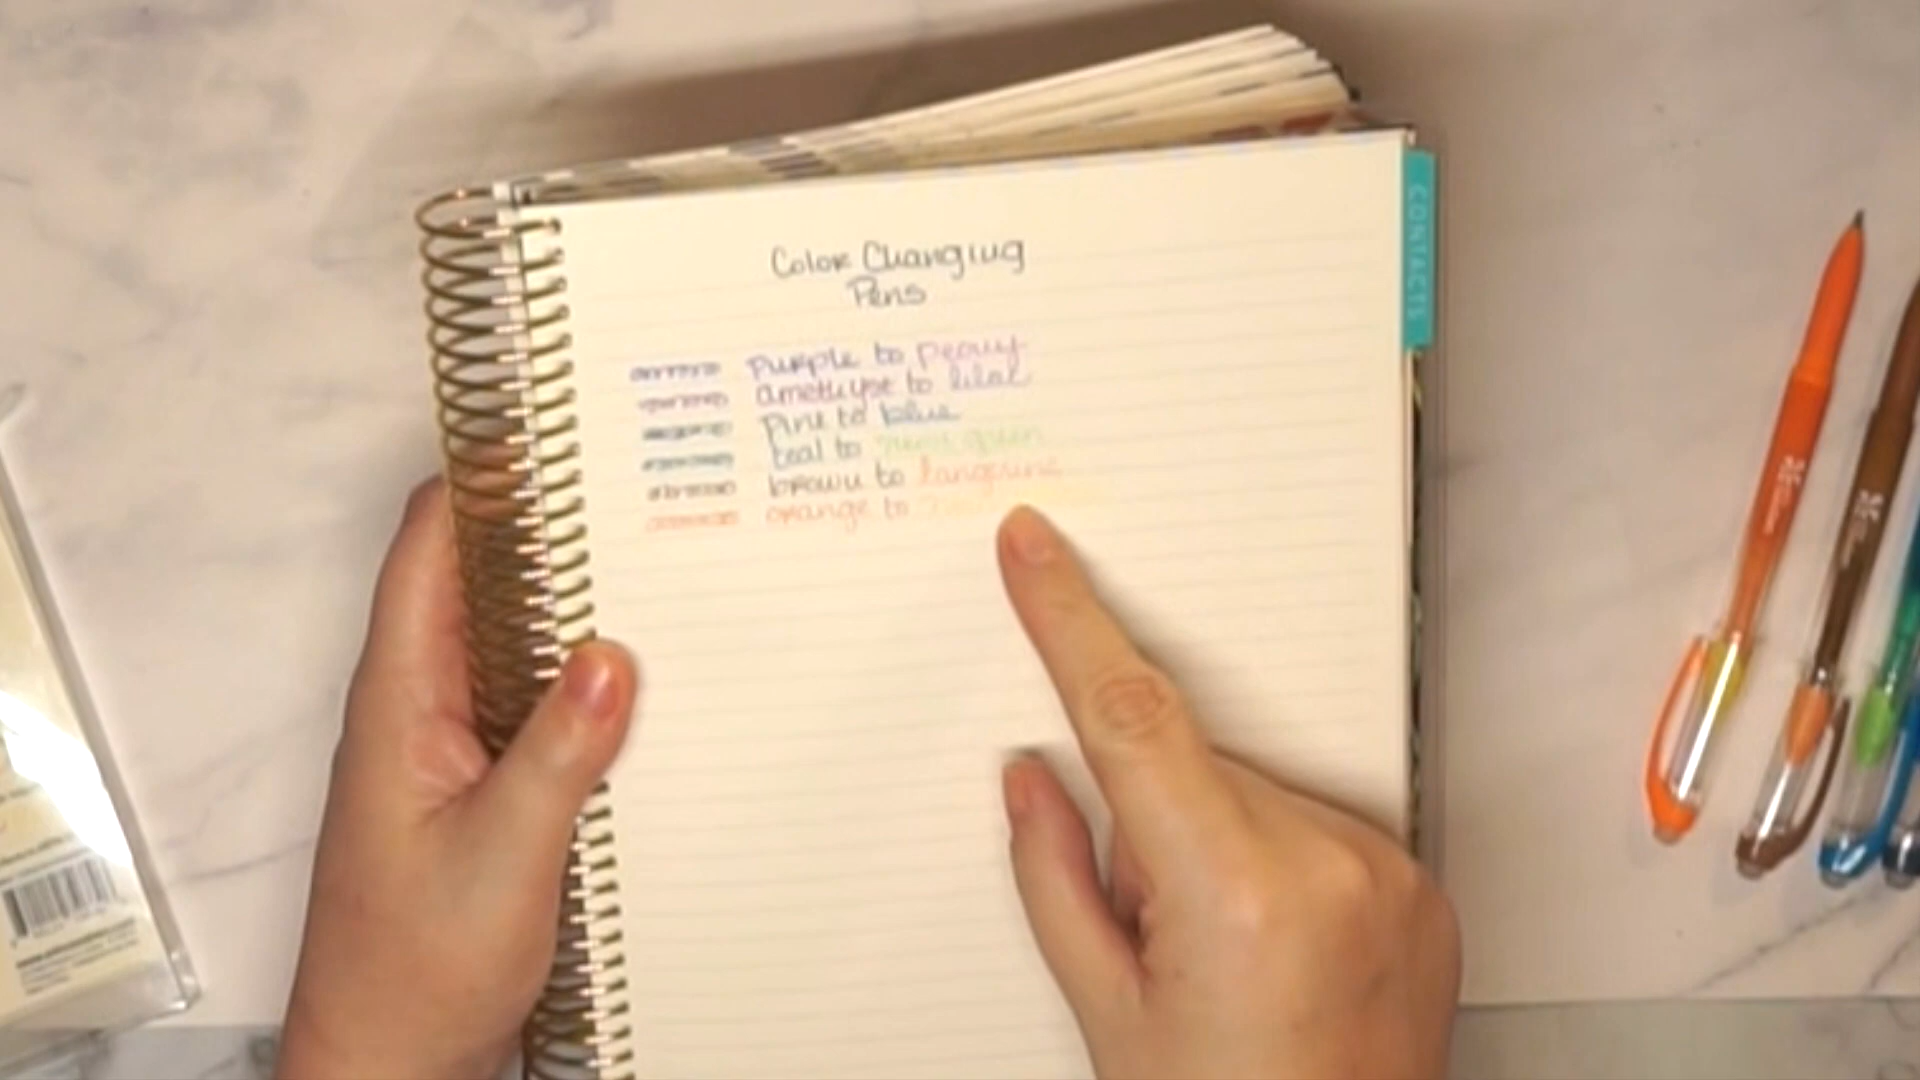 Color Changing
Pens
purple to peony
amethyst to lilac
pine to blue
teal to green
brown to tangerine
orange to
CONTACTS